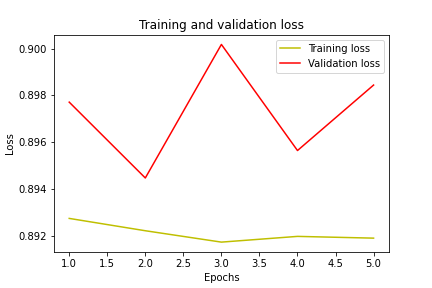 Training and validation loss
Training loss
Validation loss
0.900
0.898
0.896
0.894
0.892
Loss
1.0 1.5 2.0 2.5 3.0 3.5 4.0 4.5 5.0
Epochs